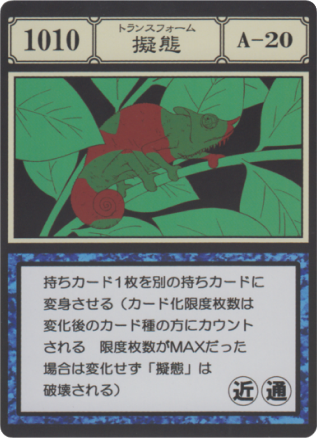 1010
トランスフォーム
擬態
A-20
持ちカード1枚を別の持ちカードに
変身させる(カード化限度枚数は
変化後のカード種の方にカウント
される 限度枚数がMAXだった
場合は変化せず「擬態」は
破壊される)
近 通